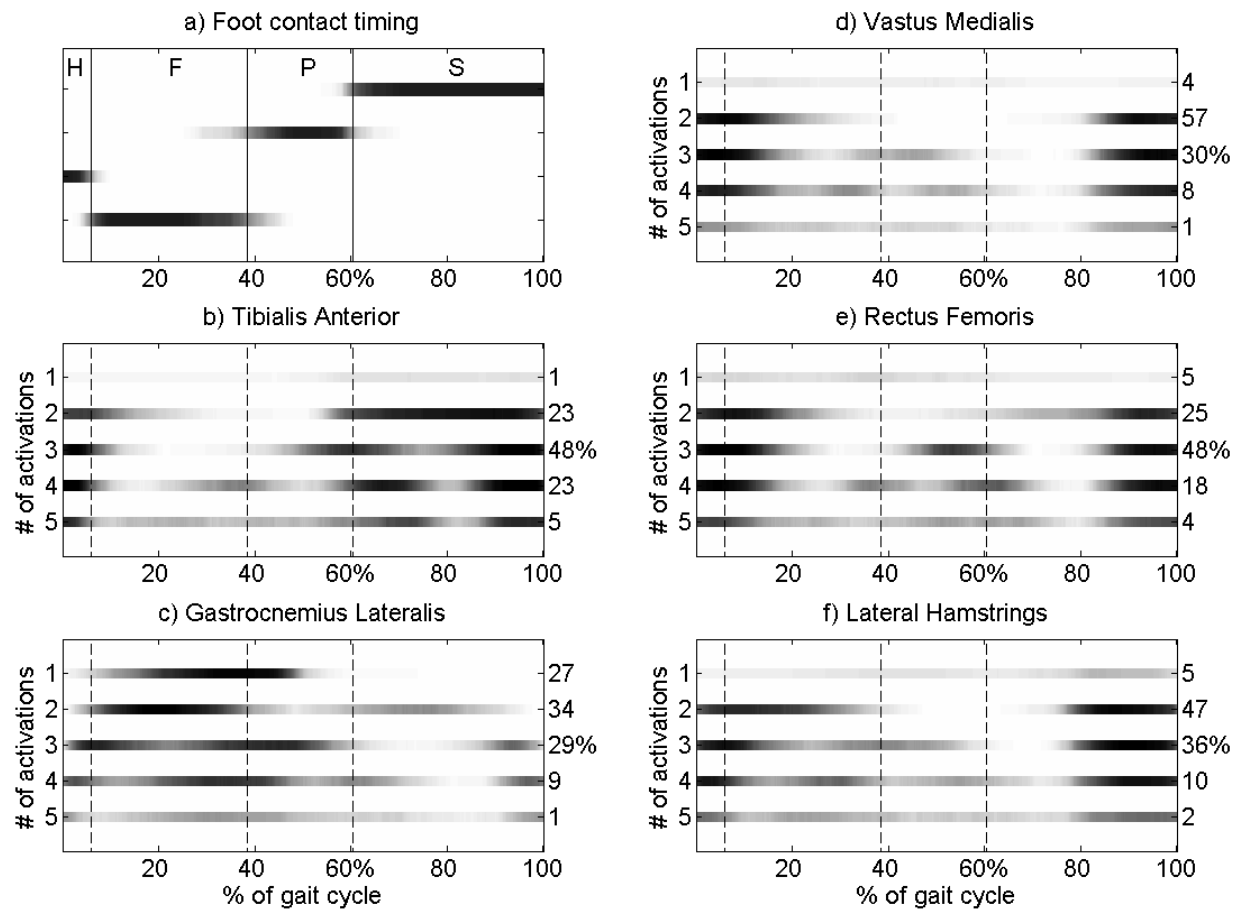 a) Foot contact timing
H F P S
20 40 60% 80 100
b) Tibialis Anterior
# of activations
1 1
2 23
3 48%
4 23
5 5
20 40 60% 80 100
c) Gastrocnemius Lateralis
# of activations
1 27
2 34
3 29%
4 9
5 1
20 40 60% 80 100
% of gait cycle
d) Vastus Medialis
# of activations
1 4
2 57
3 30%
4 8
5 1
20 40 60% 80 100
e) Rectus Femoris
# of activations
1 5
2 25
3 48%
4 18
5 4
20 40 60% 80 100
f) Lateral Hamstrings
# of activations
1 5
2 47
3 36%
4 10
5 2
20 40 60% 80 100
% of gait cycle